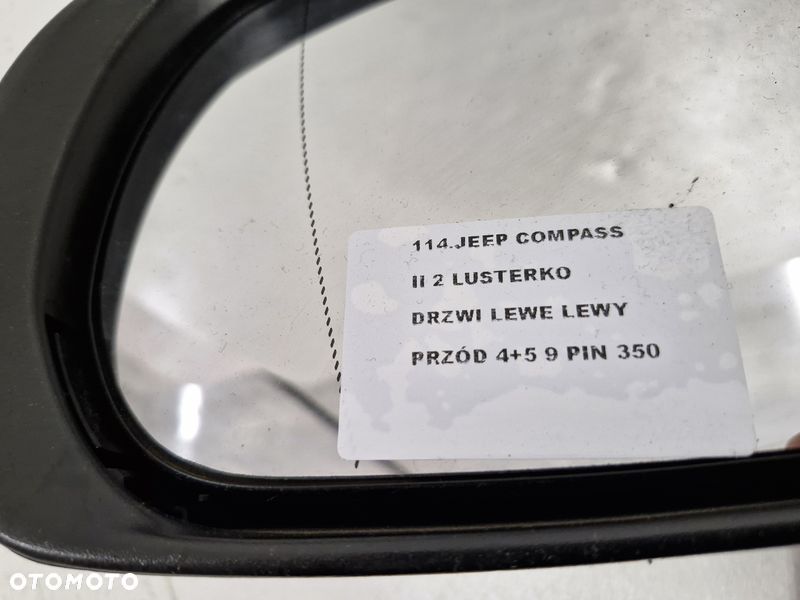 114.JEEP COMPASS
II 2 LUSTERKO
DRZWI LEWE LEWY
PRZÓD 4+5 9 PIN 350
OTOMOTO